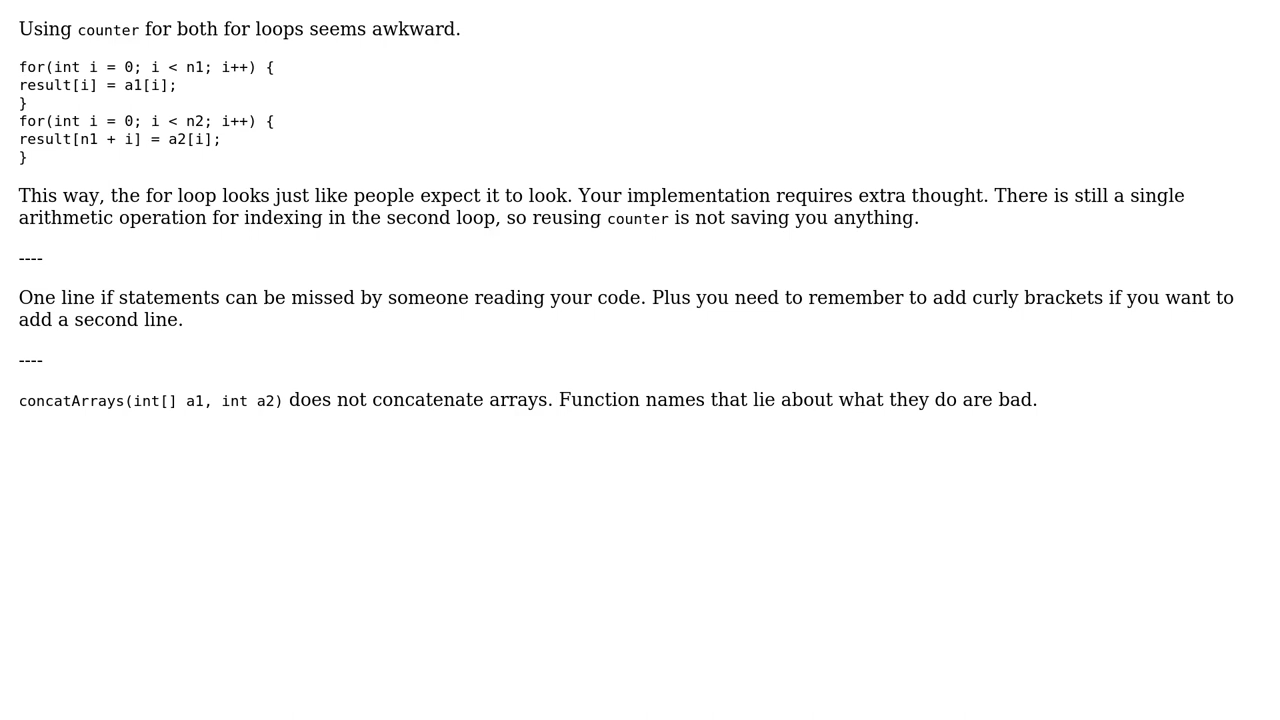 Using counter for both for loops seems awkward.
for(int i = 0; i < n1; i++) {
result[i] = a1[i];
}
for(int i = 0; i < n2; i++) {
result[n1 + i] = a2[i];
}
This way, the for loop looks just like people expect it to look. Your implementation requires extra thought. There is still a single
arithmetic operation for indexing in the second loop, so reusing counter is not saving you anything.
----
One line if statements can be missed by someone reading your code. Plus you need to remember to add curly brackets if you want to
add a second line.
----
concatArrays(int[] a1, int a2) does not concatenate arrays. Function names that lie about what they do are bad.